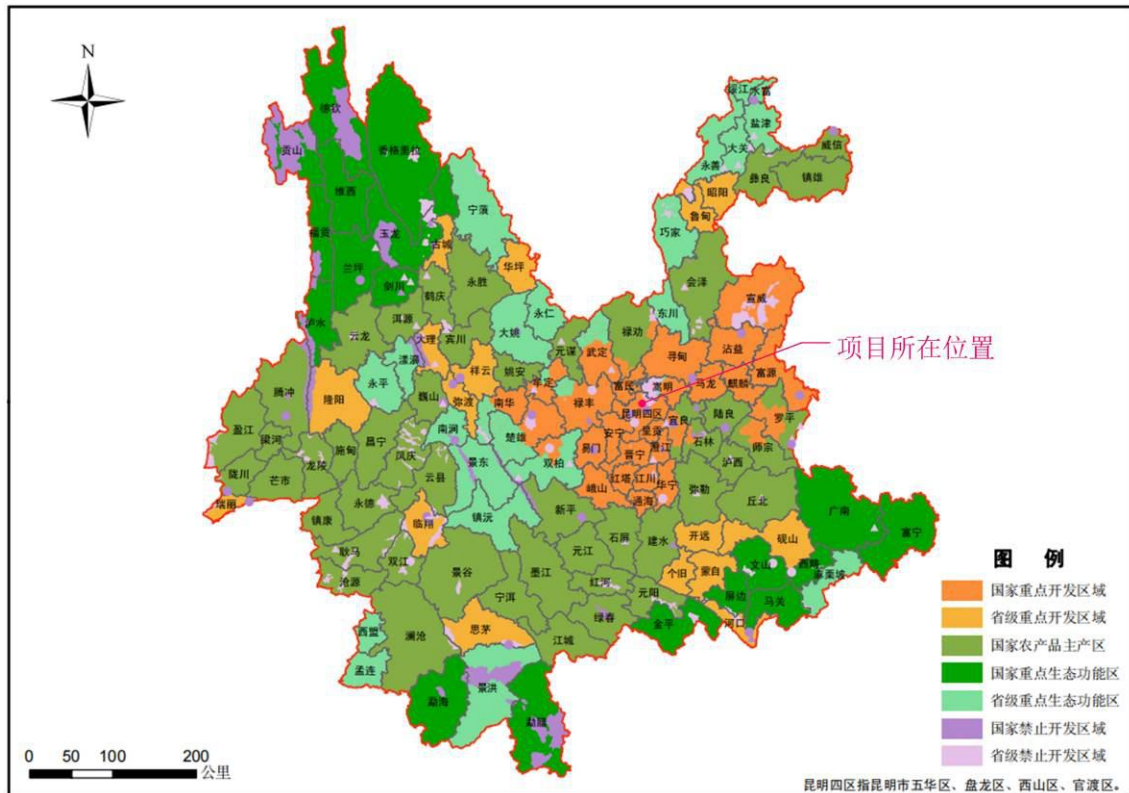 N
德钦
贡山
香格里拉
维西
福贡
玉龙
兰坪
剑川
泸水
宁蒗
古城
华坪
永胜
鹤庆
洱源
云龙
大理
宾川
漾濞
永平
祥云
弥渡
巍山
大姚
永仁
姚安
南华
元谋
武定
禄劝
牟定
禄丰
富民
嵩明
寻甸
昆明四区
安宁
呈贡
宜良
晋宁
澄江
易门
峨山
红塔
江川
通海
华宁
绥江
水富
盐津
大关
永善
威信
彝良
镇雄
昭阳
鲁甸
巧家
会泽
东川
宣威
沾益
富源
马龙
麒麟
陆良
罗平
师宗
石林
泸西
弥勒
丘北
项目所在位置
腾冲
隆阳
盈江
梁河
龙陵
施甸
昌宁
凤庆
陇川
芒市
瑞丽
云县
南涧
景东
楚雄
双柏
镇沅
新平
永德
镇康
临翔
耿马
双江
沧源
景谷
墨江
元江
石屏
建水
红河
元阳
宁洱
绿春
江城
思茅
澜沧
西盟
孟连
勐海
景洪
勐腊
开远
个旧
蒙自
砚山
文山
西畴
麻栗坡
马关
屏边
河口
金平
广南
富宁
图 例
国家重点开发区域
省级重点开发区域
国家农产品主产区
国家重点生态功能区
省级重点生态功能区
国家禁止开发区域
省级禁止开发区域
0 50 100 200
公里
昆明四区指昆明市五华区、盘龙区、西山区、官渡区。